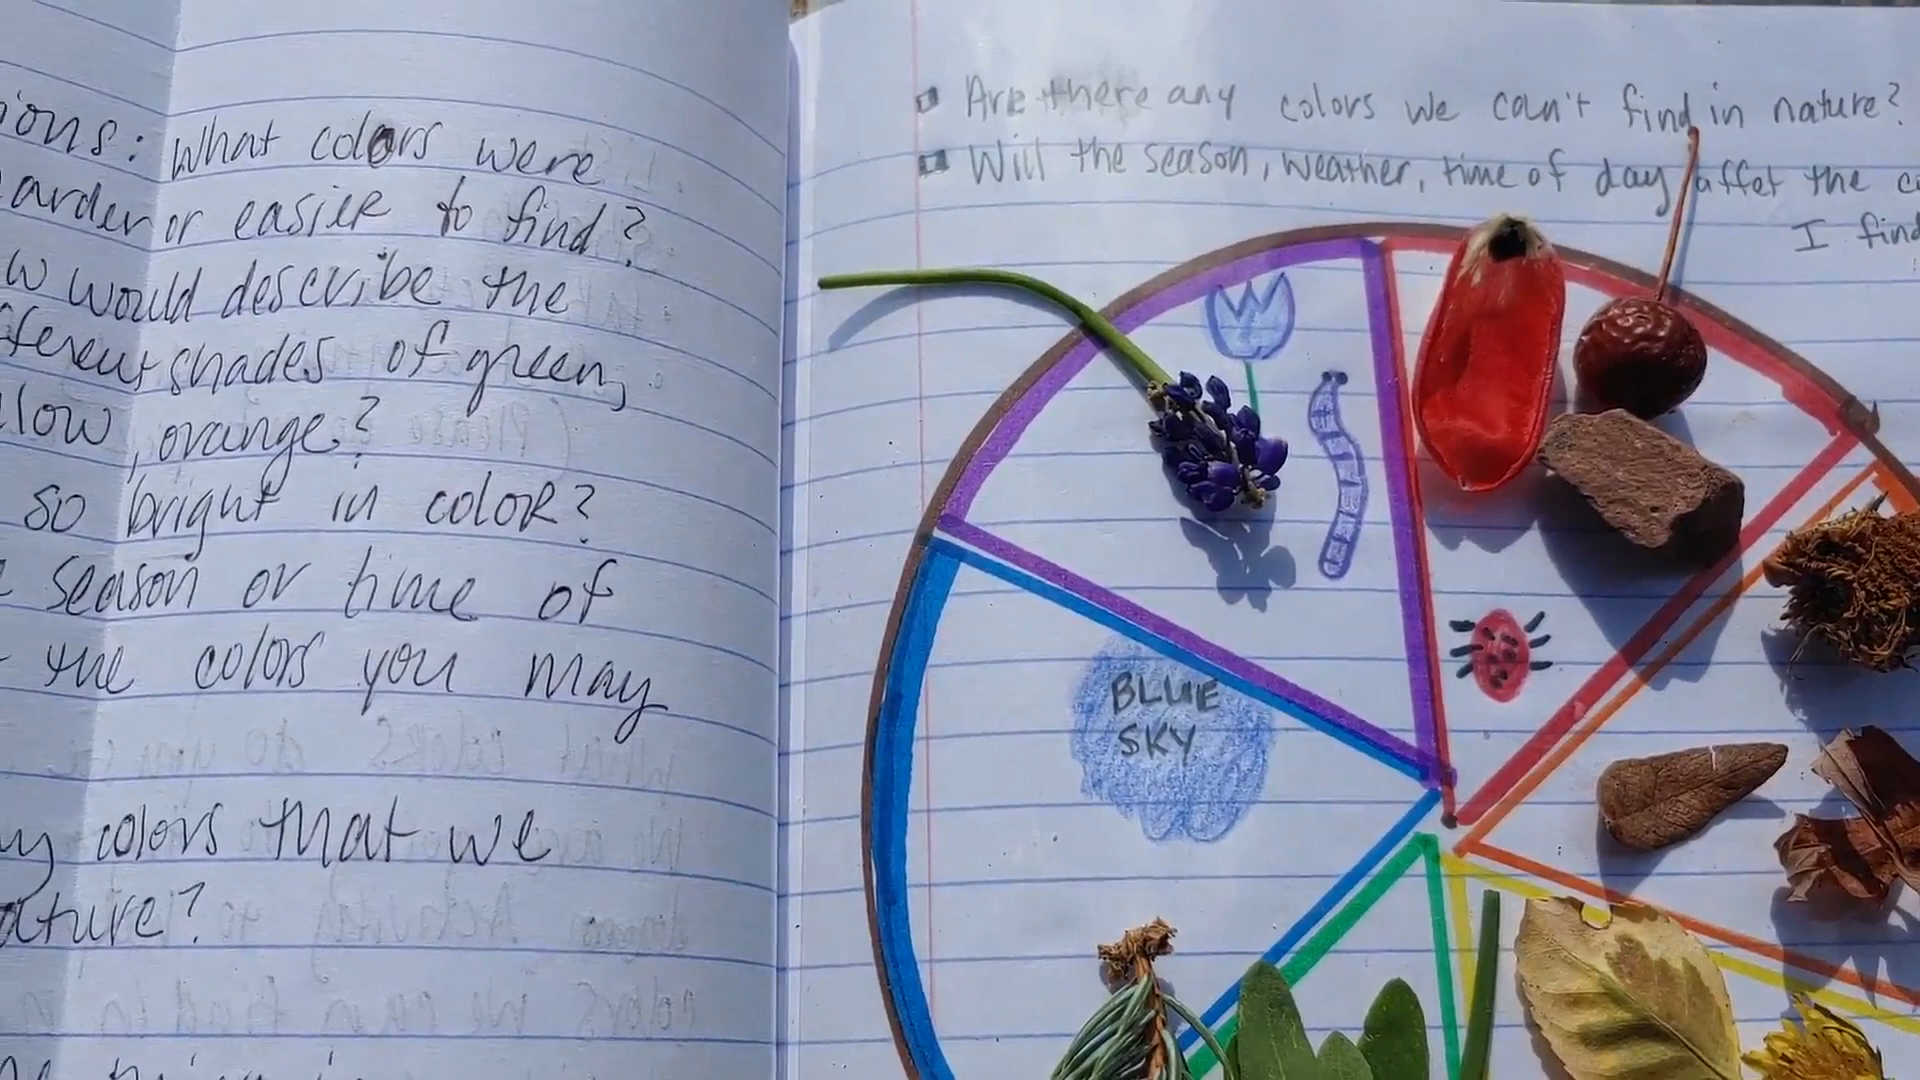 ions: What colors were
arder or easier to find?
w would describe the
fferent shades of green,
llow, orange?
so bright in color?
season or time of
the colors you may
colors that we
ature?
Are there any colors we can't find in nature?
Will the season, weather, time of day affet the
I find
BLUE
SKY